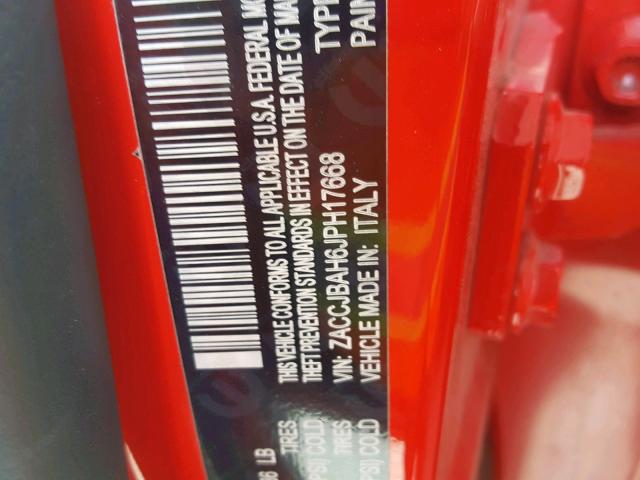 THIS VEHICLE CONFORMS TO ALL APPLICABLE U.S.A. FEDERAL MO
THEFT PREVENTION STANDARDS IN EFFECT ON THE DATE OF MA
VIN: ZACCJBAH6JPH17668 TYPE
VEHICLE MADE IN: ITALY PAIN
LB TIRES PSI) COLD
TIRES PSI) COLD